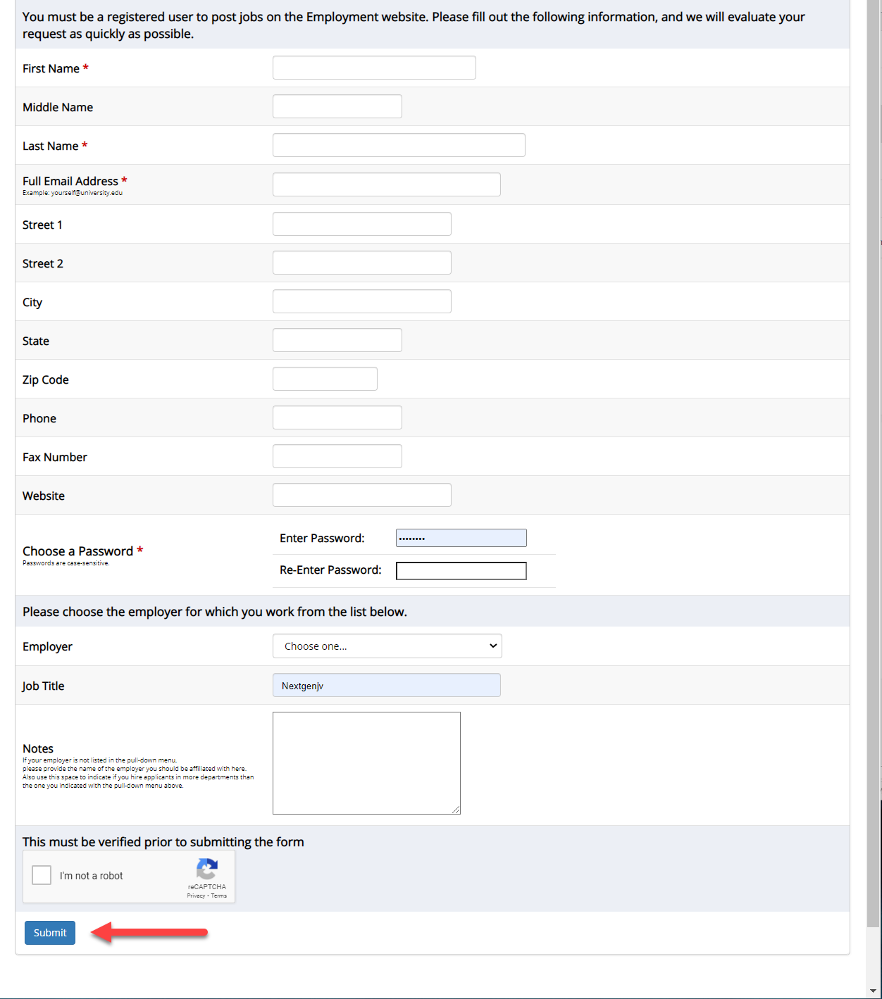 You must be a registered user to post jobs on the Employment website. Please fill out the following information, and we will evaluate your
request as quickly as possible.
First Name *
Middle Name
Last Name *
Full Email Address *
Example: yourself@university.edu
Street 1
Street 2
City
State
Zip Code
Phone
Fax Number
Website
Choose a Password *
Passwords are case-sensitive.
Enter Password: ••••••••
Re-Enter Password:
Please choose the employer for which you work from the list below.
Employer Choose one...
Job Title Nextgenjv
Notes
If your employer is not listed in the pull-down menu,
please provide the name of the employer you should be affiliated with here.
Also use this space to indicate if you hire applicants in more departments than
the one you indicated with the pull-down menu above.
This must be verified prior to submitting the form
I'm not a robot
reCAPTCHA
Privacy - Terms
Submit